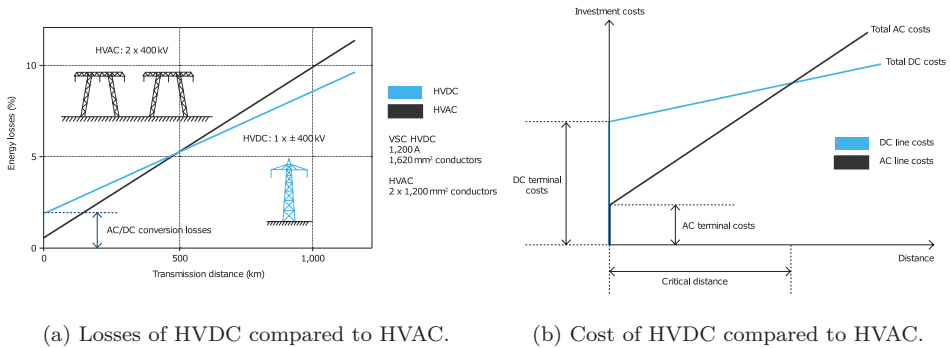 HVAC: 2 x 400 kV
10
5
0
Energy losses (%)
HVDC: 1 x ± 400 kV
AC/DC conversion losses
0
500
1,000
Transmission distance (km)
HVDC
HVAC
VSC HVDC
1,200 A
1,620 mm² conductors
HVAC
2 x 1,200 mm² conductors
(a) Losses of HVDC compared to HVAC.
Investment costs
Total AC costs
Total DC costs
DC line costs
AC line costs
DC terminal
costs
AC terminal costs
Distance
Critical distance
(b) Cost of HVDC compared to HVAC.